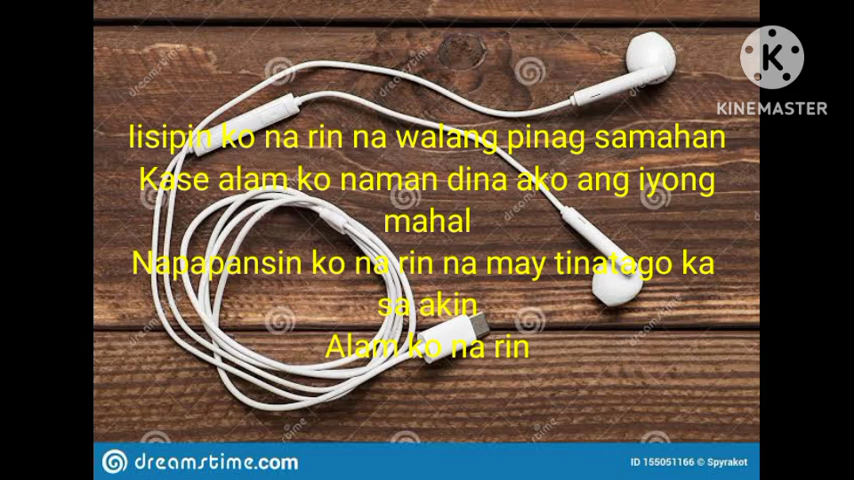 KINEMASTER
Iisipin ko na rin na walang pinag samahan
Kase alam ko naman dina ako ang iyong
mahal
Napapansin ko na rin na may tinatago ka
sa akin
Alam ko na rin
dreamstime.com
ID 155051166 © Spyrakot